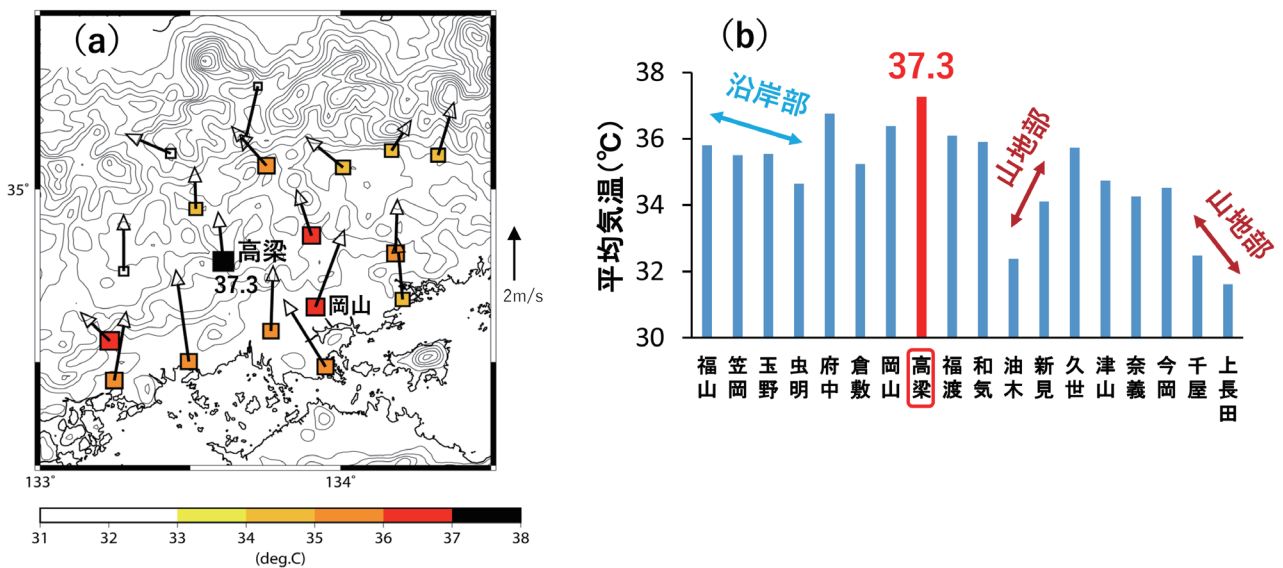 (a)
35°
高梁
37.3
岡山
2m/s
133°
134°
31 32 33 34 35 36 37 38
(deg.C)
(b)
37.3
平均気温(℃)
38
36
34
32
30
沿岸部
山地部
山地部
福山 笠岡 玉野 虫明 府中 倉敷 岡山 高梁 福渡 和気 油木 新見 久世 津山 奈義 今岡 千屋 上長田